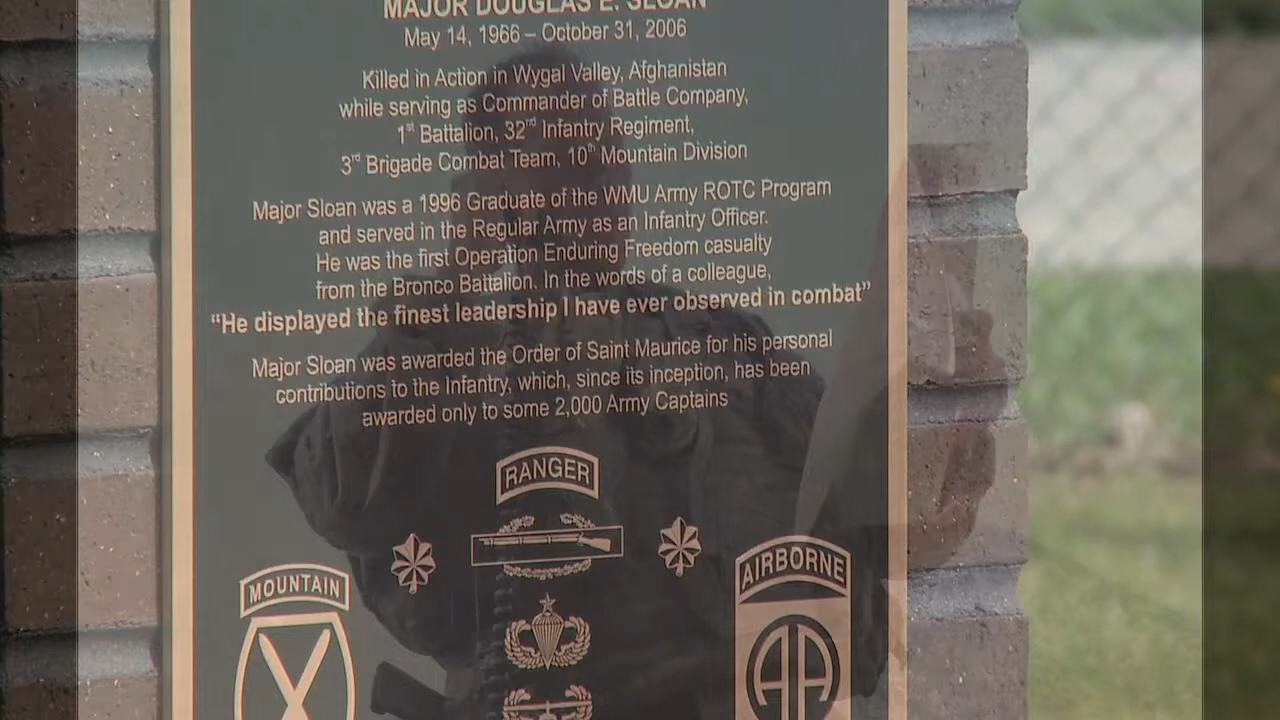 MAJOR DOUGLAS E. SLOAN
May 14, 1966 – October 31, 2006
Killed in Action in Wygal Valley, Afghanistan
while serving as Commander of Battle Company,
1st Battalion, 32nd Infantry Regiment,
3rd Brigade Combat Team, 10th Mountain Division
Major Sloan was a 1996 Graduate of the WMU Army ROTC Program
and served in the Regular Army as an Infantry Officer.
He was the first Operation Enduring Freedom casualty
from the Bronco Battalion. In the words of a colleague,
“He displayed the finest leadership I have ever observed in combat”
Major Sloan was awarded the Order of Saint Maurice for his personal
contributions to the Infantry, which, since its inception, has been
awarded only to some 2,000 Army Captains
RANGER
MOUNTAIN
AIRBORNE
AA